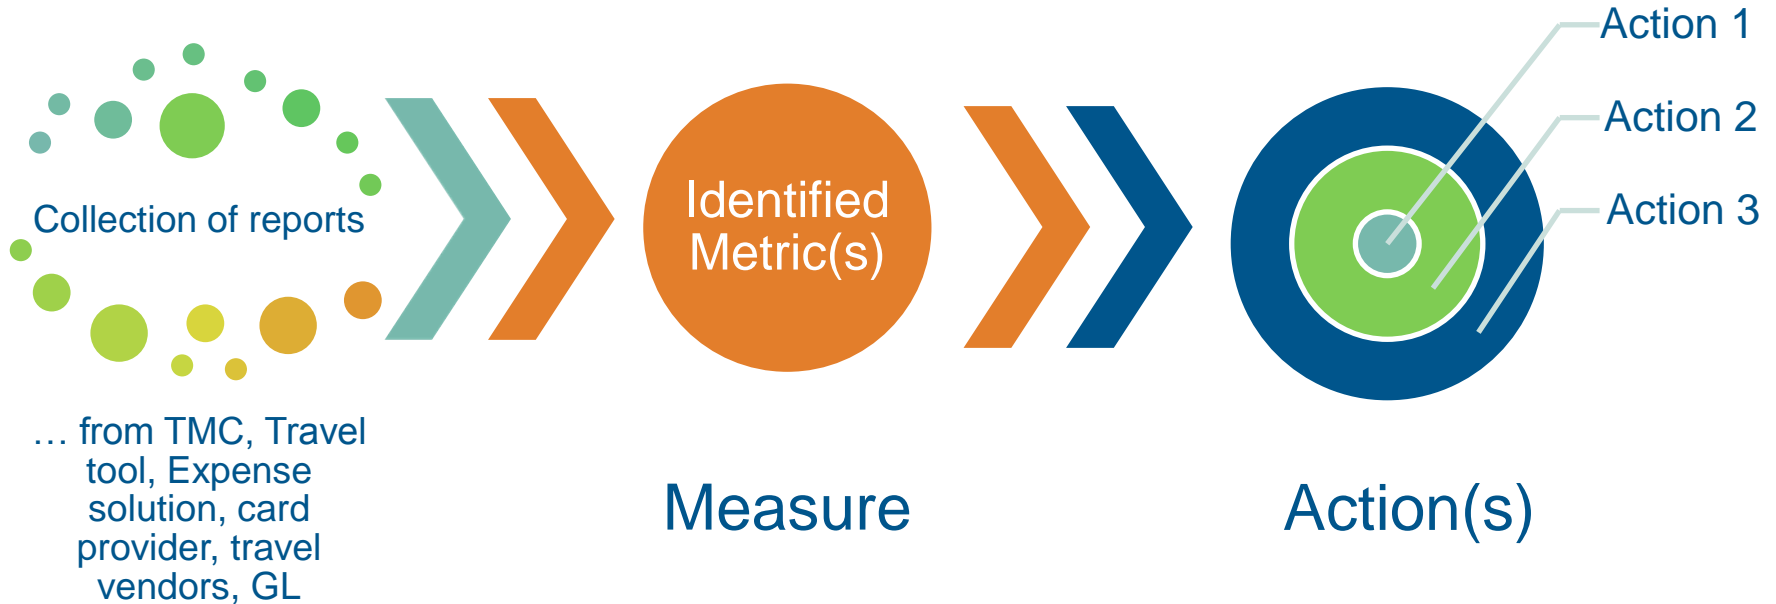 Collection of reports
… from TMC, Travel
tool, Expense
solution, card
provider, travel
vendors, GL
Identified
Metric(s)
Measure
Action 1
Action 2
Action 3
Action(s)